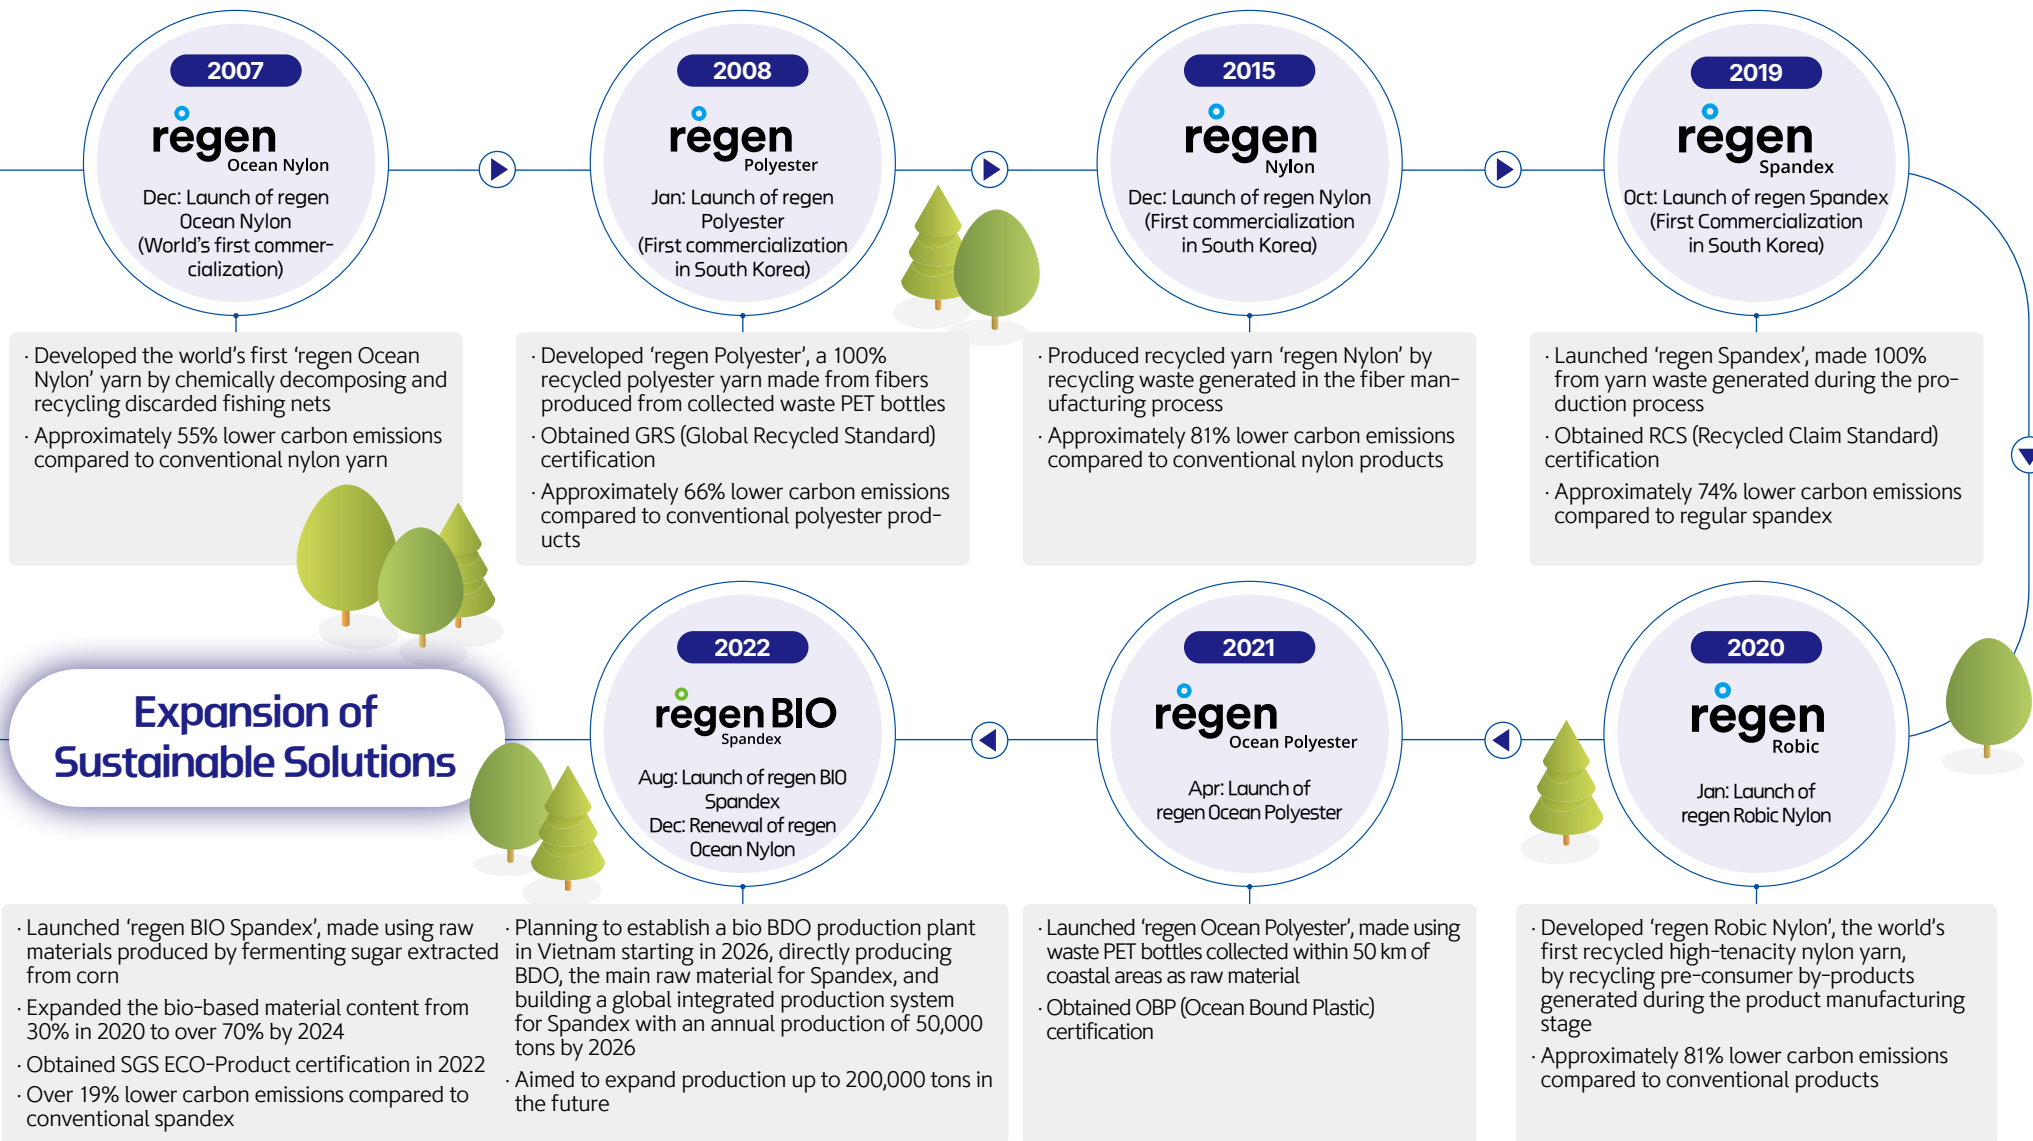 2007
regen
Ocean Nylon
Dec: Launch of regen
Ocean Nylon
(World's first commer-
cialization)
· Developed the world's first ‘regen Ocean
Nylon’ yarn by chemically decomposing and
recycling discarded fishing nets
· Approximately 55% lower carbon emissions
compared to conventional nylon yarn
2008
regen
Polyester
Jan: Launch of regen
Polyester
(First commercialization
in South Korea)
· Developed ‘regen Polyester’, a 100%
recycled polyester yarn made from fibers
produced from collected waste PET bottles
· Obtained GRS (Global Recycled Standard)
certification
· Approximately 66% lower carbon emissions
compared to conventional polyester prod-
ucts
2015
regen
Nylon
Dec: Launch of regen Nylon
(First commercialization
in South Korea)
· Produced recycled yarn ‘regen Nylon’ by
recycling waste generated in the fiber man-
ufacturing process
· Approximately 81% lower carbon emissions
compared to conventional nylon products
2019
regen
Spandex
Oct: Launch of regen Spandex
(First Commercialization
in South Korea)
· Launched ‘regen Spandex’, made 100%
from yarn waste generated during the pro-
duction process
· Obtained RCS (Recycled Claim Standard)
certification
· Approximately 74% lower carbon emissions
compared to regular spandex
2020
regen
Robic
Jan: Launch of
regen Robic Nylon
· Developed ‘regen Robic Nylon’, the world's
first recycled high-tenacity nylon yarn,
by recycling pre-consumer by-products
generated during the product manufacturing
stage
· Approximately 81% lower carbon emissions
compared to conventional products
2021
regen
Ocean Polyester
Apr: Launch of
regen Ocean Polyester
· Launched ‘regen Ocean Polyester’, made using
waste PET bottles collected within 50 km of
coastal areas as raw material
· Obtained OBP (Ocean Bound Plastic)
certification
2022
regen BIO
Spandex
Aug: Launch of regen BIO
Spandex
Dec: Renewal of regen
Ocean Nylon
· Launched ‘regen BIO Spandex’, made using raw
materials produced by fermenting sugar extracted
from corn
· Expanded the bio-based material content from
30% in 2020 to over 70% by 2024
· Obtained SGS ECO-Product certification in 2022
· Over 19% lower carbon emissions compared to
conventional spandex
· Planning to establish a bio BDO production plant
in Vietnam starting in 2026, directly producing
BDO, the main raw material for Spandex, and
building a global integrated production system
for Spandex with an annual production of 50,000
tons by 2026
· Aimed to expand production up to 200,000 tons in
the future
Expansion of
Sustainable Solutions